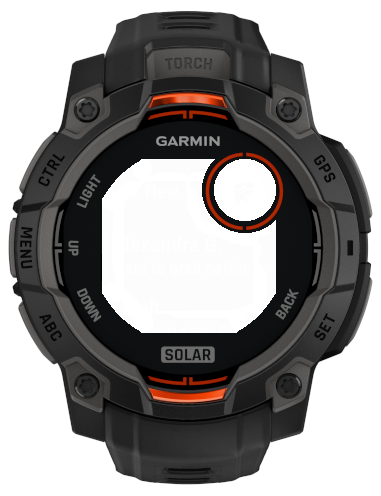 TORCH
GARMIN
CTRL
GPS
LIGHT
MENU
UP
DOWN
BACK
ABC
SET
SOLAR